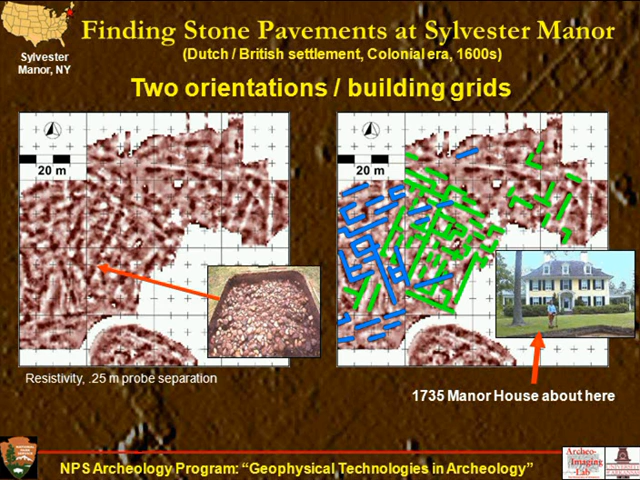 Finding Stone Pavements at Sylvester Manor
(Dutch / British settlement, Colonial era, 1600s)
Sylvester
Manor, NY
Two orientations / building grids
20 m
20 m
Resistivity, .25 m probe separation
1735 Manor House about here
NPS Archeology Program: “Geophysical Technologies in Archeology”
Archeo-
Imaging
Lab